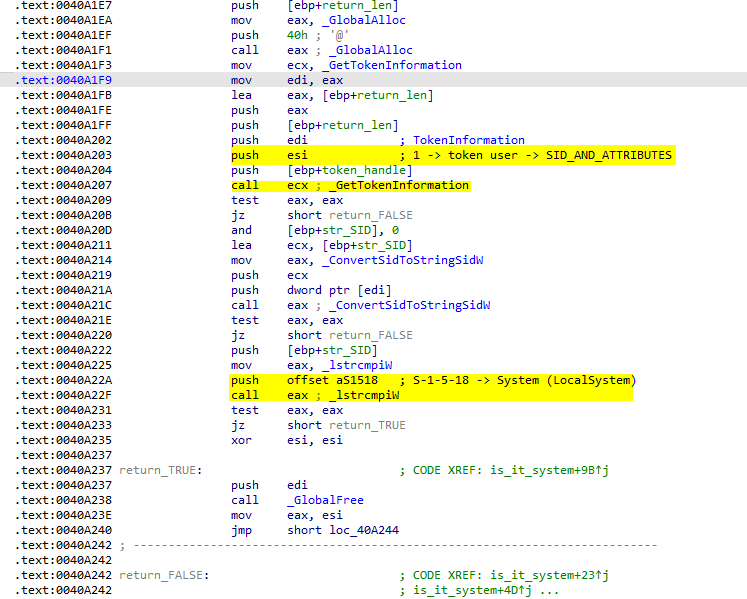 .text:0040A1E7 push [ebp+return_len]
.text:0040A1EA mov eax, _GlobalAlloc
.text:0040A1EF push 40h ; '@'
.text:0040A1F1 call eax ; _GlobalAlloc
.text:0040A1F3 mov ecx, _GetTokenInformation
.text:0040A1F9 mov edi, eax
.text:0040A1FB lea eax, [ebp+return_len]
.text:0040A1FE push eax
.text:0040A1FF push [ebp+return_len]
.text:0040A202 push edi ; TokenInformation
.text:0040A203 push esi ; 1 -> token user -> SID_AND_ATTRIBUTES
.text:0040A204 push [ebp+token_handle]
.text:0040A207 call ecx ; _GetTokenInformation
.text:0040A209 test eax, eax
.text:0040A20B jz short return_FALSE
.text:0040A20D and [ebp+str_SID], 0
.text:0040A211 lea ecx, [ebp+str_SID]
.text:0040A214 mov eax, _ConvertSidToStringSidW
.text:0040A219 push ecx
.text:0040A21A push dword ptr [edi]
.text:0040A21C call eax ; _ConvertSidToStringSidW
.text:0040A21E test eax, eax
.text:0040A220 jz short return_FALSE
.text:0040A222 push [ebp+str_SID]
.text:0040A225 mov eax, _lstrcmpiW
.text:0040A22A push offset aS1518 ; S-1-5-18 -> System (LocalSystem)
.text:0040A22F call eax ; _lstrcmpiW
.text:0040A231 test eax, eax
.text:0040A233 jz short return_TRUE
.text:0040A235 xor esi, esi
.text:0040A237
.text:0040A237 return_TRUE: ; CODE XREF: is_it_system+9B↑j
.text:0040A237 push edi
.text:0040A238 call _GlobalFree
.text:0040A23E mov eax, esi
.text:0040A240 jmp short loc_40A244
.text:0040A242 ; ---------------------------------------------------------------------------
.text:0040A242
.text:0040A242 return_FALSE: ; CODE XREF: is_it_system+23↑j
.text:0040A242 ; is_it_system+4D↑j ...